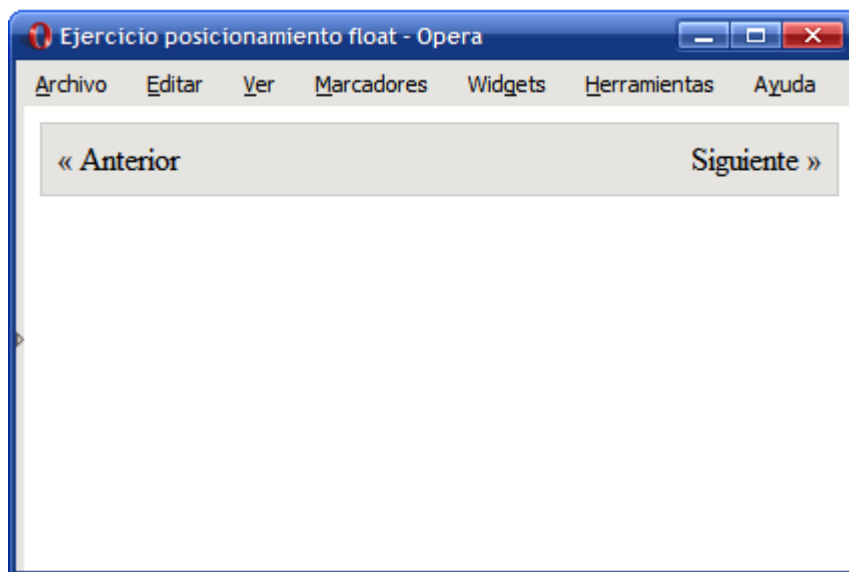 Ejercicio posicionamiento float - Opera
Archivo Editar Ver Marcadores Widgets Herramientas Ayuda
« Anterior Siguiente »